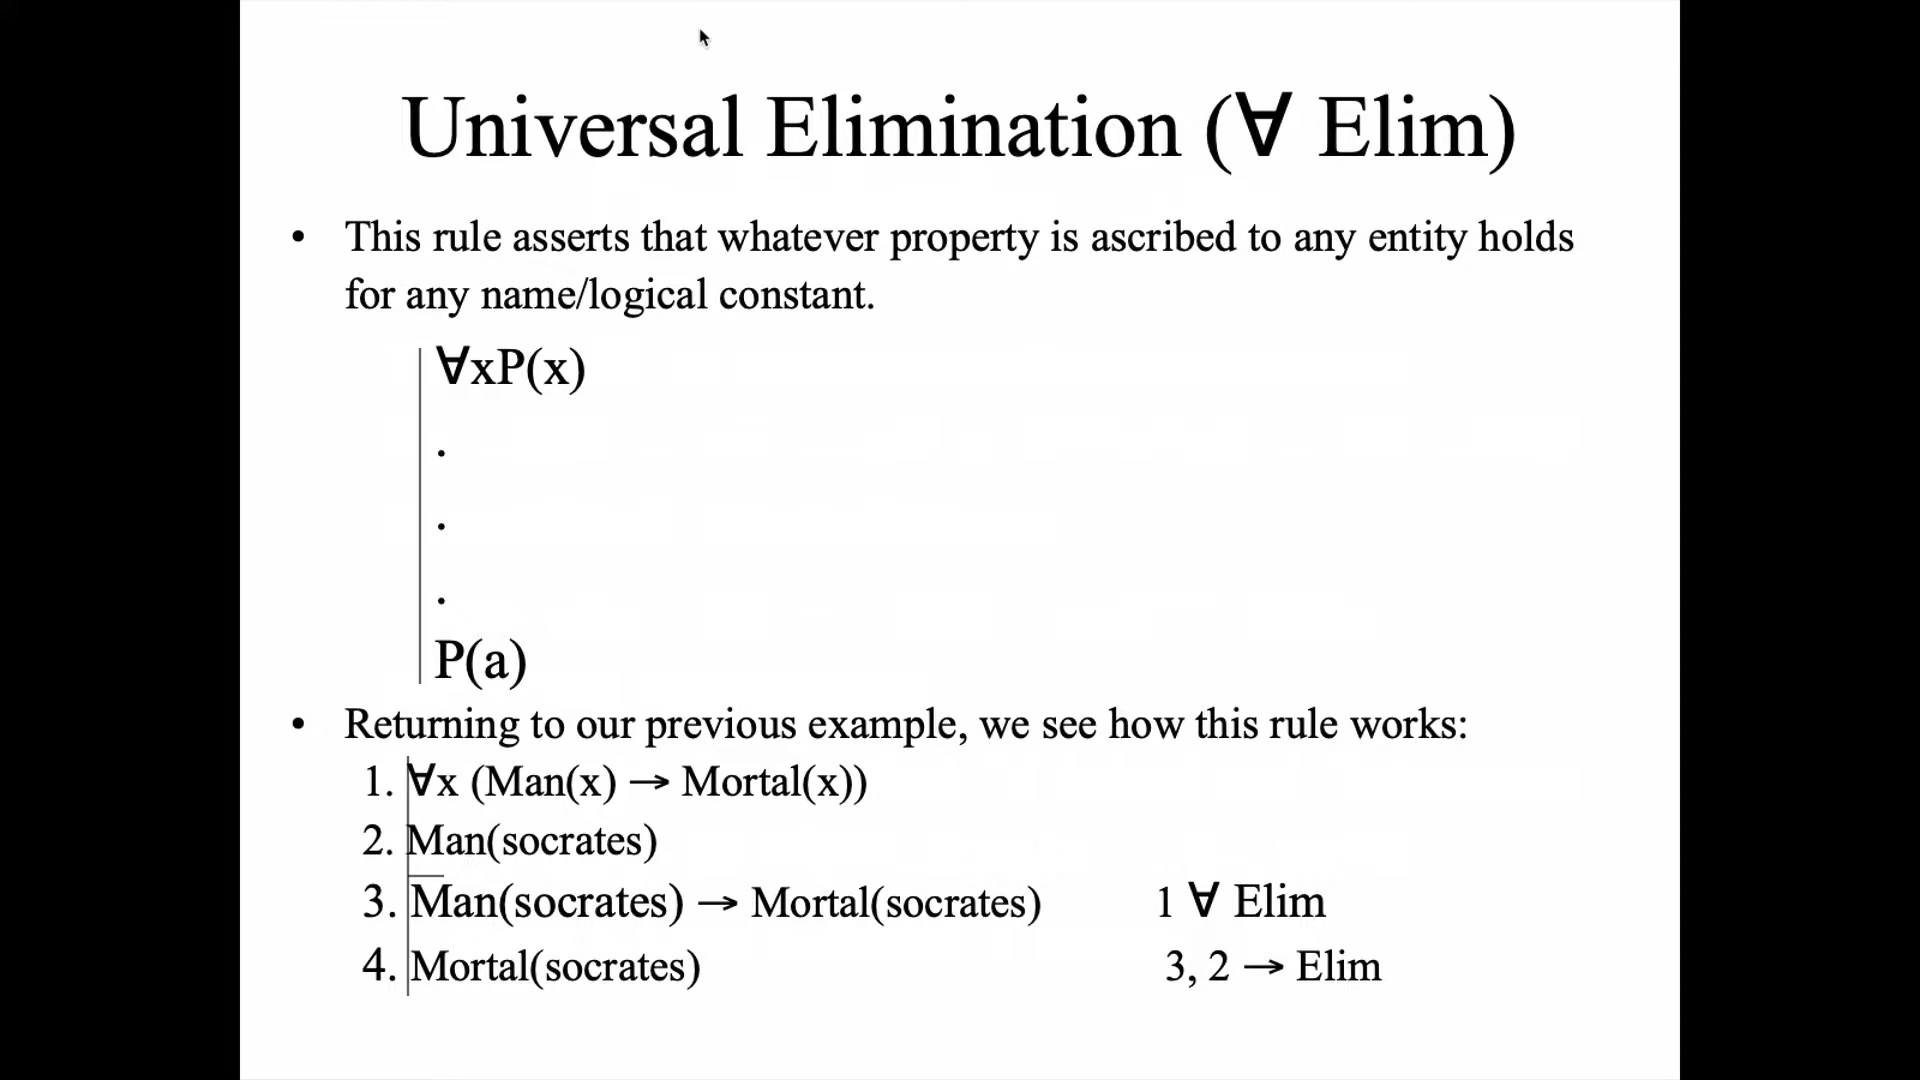 Universal Elimination (∀ Elim)
• This rule asserts that whatever property is ascribed to any entity holds
for any name/logical constant.
∀xP(x)
.
.
.
P(a)
• Returning to our previous example, we see how this rule works:
1. ∀x (Man(x) → Mortal(x))
2. Man(socrates)
3. Man(socrates) → Mortal(socrates) 1 ∀ Elim
4. Mortal(socrates) 3, 2 → Elim